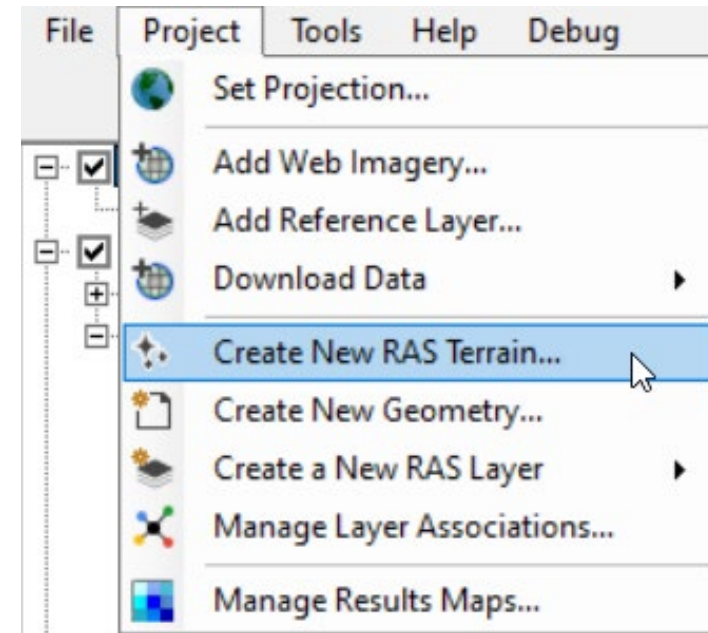 File Project Tools Help Debug
Set Projection...
Add Web Imagery...
Add Reference Layer...
Download Data
Create New RAS Terrain...
Create New Geometry...
Create a New RAS Layer
Manage Layer Associations...
Manage Results Maps...